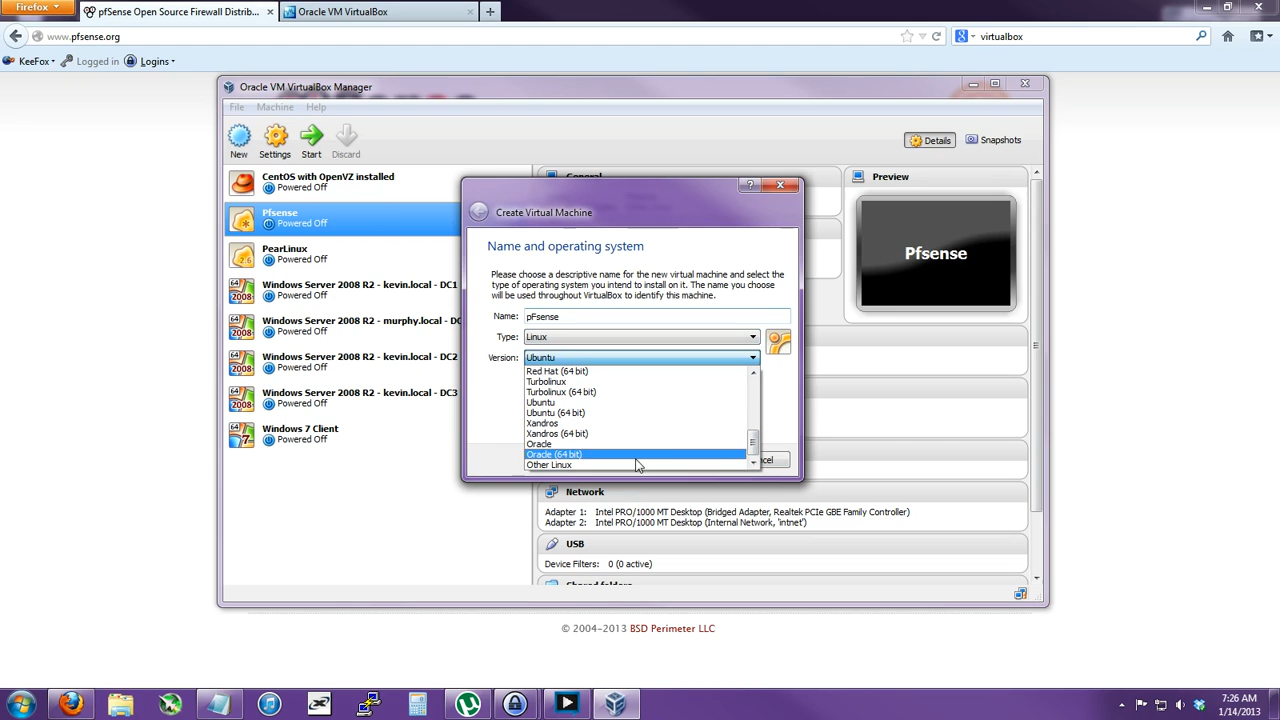 Firefox
pfSense Open Source Firewall Distrib...
Oracle VM VirtualBox
www.pfsense.org
virtualbox
KeeFox
Logged in
Logins
Oracle VM VirtualBox Manager
File
Machine
Help
New
Settings
Start
Discard
Details
Snapshots
CentOS with OpenVZ installed
Powered Off
Pfsense
Powered Off
PearLinux
Powered Off
Windows Server 2008 R2 - kevin.local - DC1
Powered Off
Windows Server 2008 R2 - murphy.local - DC
Powered Off
Windows Server 2008 R2 - kevin.local - DC2
Powered Off
Windows Server 2008 R2 - kevin.local - DC3
Powered Off
Windows 7 Client
Powered Off
General
Preview
Pfsense
Create Virtual Machine
Name and operating system
Please choose a descriptive name for the new virtual machine and select the
type of operating system you intend to install on it. The name you choose
will be used throughout VirtualBox to identify this machine.
Name: pFsense
Type: Linux
Version: Ubuntu
Red Hat (64 bit)
Turbolinux
Turbolinux (64 bit)
Ubuntu
Ubuntu (64 bit)
Xandros
Xandros (64 bit)
Oracle
Oracle (64 bit)
Other Linux
cel
Network
Adapter 1: Intel PRO/1000 MT Desktop (Bridged Adapter, Realtek PCIe GBE Family Controller)
Adapter 2: Intel PRO/1000 MT Desktop (Internal Network, 'intnet')
USB
Device Filters: 0 (0 active)
Shared folders
© 2004-2013 BSD Perimeter LLC
7:26 AM
1/14/2013